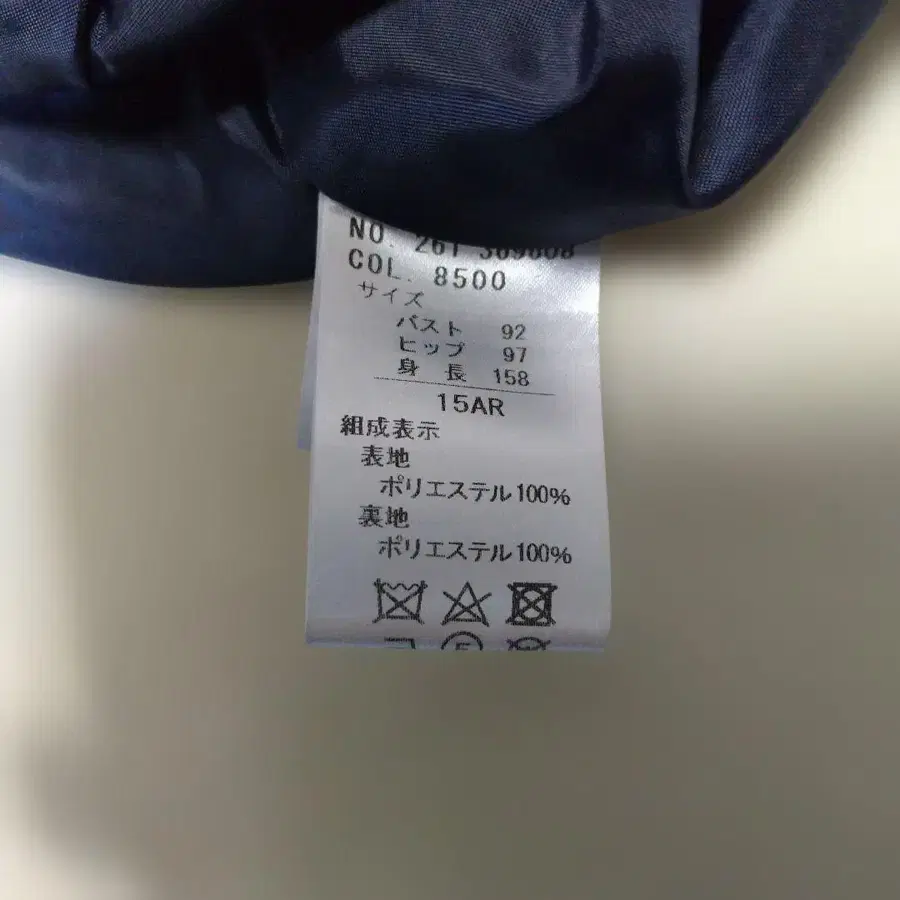 NO. 261
COL. 8500
サイズ
バスト 92
ヒップ 97
身 長 158
15AR
組成表示
表地
ポリエステル100%
裏地
ポリエステル100%